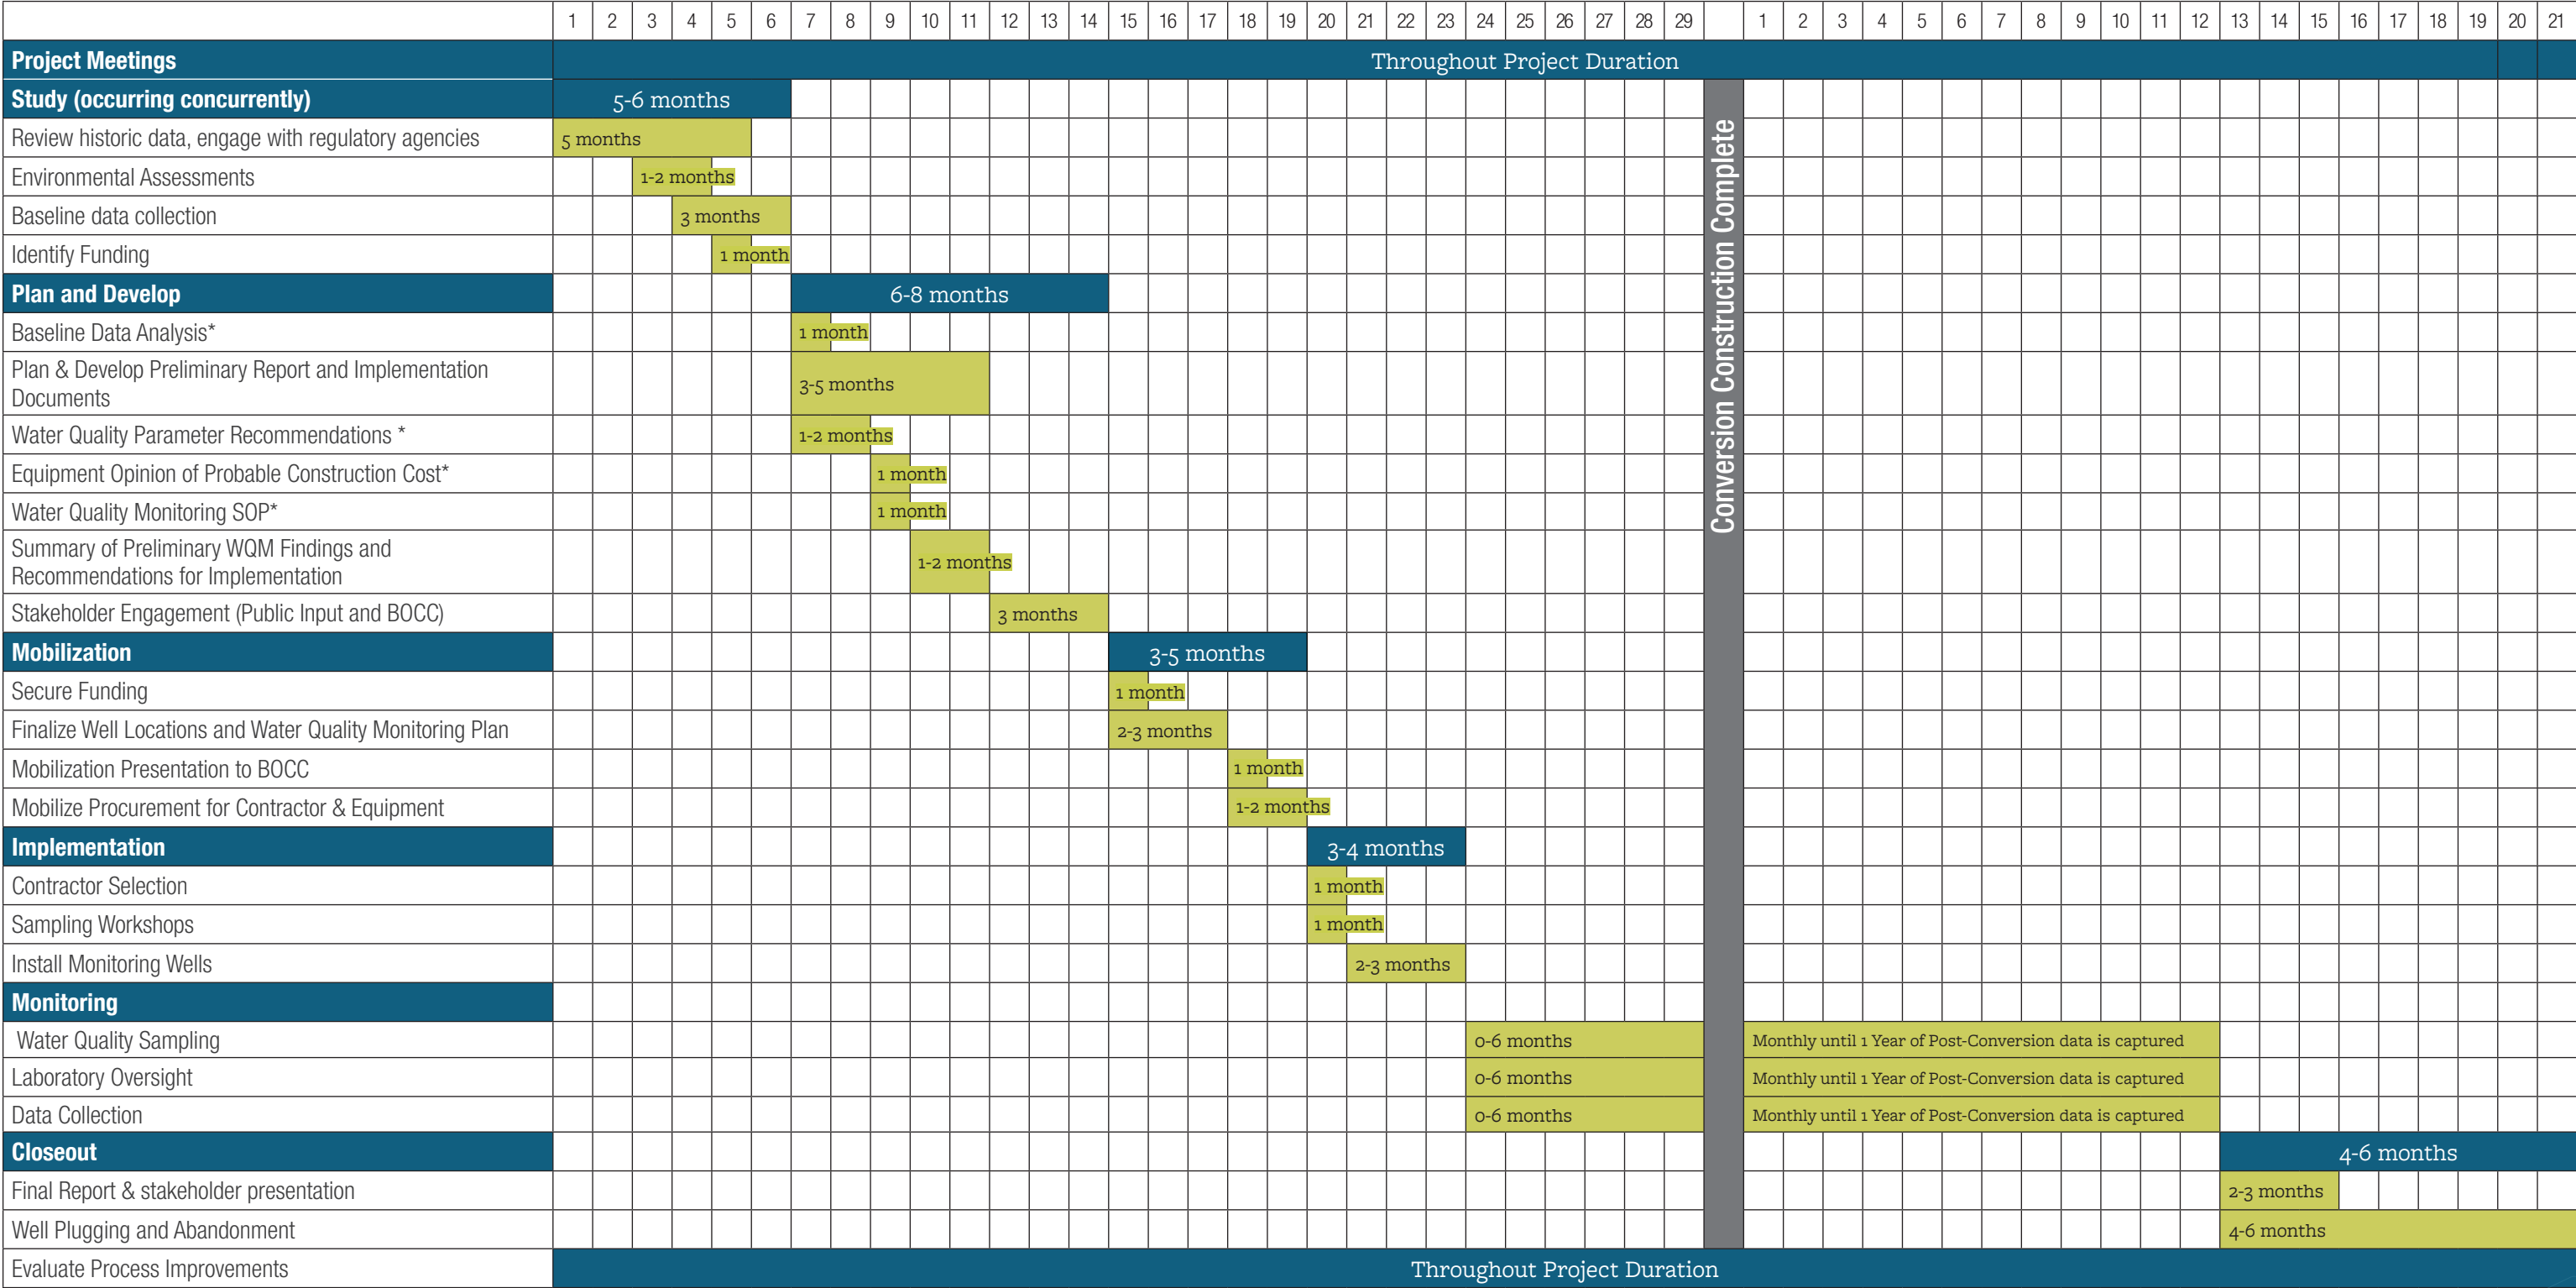 1 2 3 4 5 6 7 8 9 10 11 12 13 14 15 16 17 18 19 20 21 22 23 24 25 26 27 28 29 1 2 3 4 5 6 7 8 9 10 11 12 13 14 15 16 17 18 19 20 21
Project Meetings Throughout Project Duration
Study (occurring concurrently) 5-6 months
Review historic data, engage with regulatory agencies 5 months
Environmental Assessments 1-2 months
Baseline data collection 3 months
Identify Funding 1 month
Plan and Develop 6-8 months
Baseline Data Analysis* 1 month
Plan & Develop Preliminary Report and Implementation
Documents 3-5 months
Water Quality Parameter Recommendations * 1-2 months
Equipment Opinion of Probable Construction Cost* 1 month
Water Quality Monitoring SOP* 1 month
Summary of Preliminary WQM Findings and
Recommendations for Implementation 1-2 months
Stakeholder Engagement (Public Input and BOCC) 3 months
Mobilization 3-5 months
Secure Funding 1 month
Finalize Well Locations and Water Quality Monitoring Plan 2-3 months
Mobilization Presentation to BOCC 1 month
Mobilize Procurement for Contractor & Equipment 1-2 months
Implementation 3-4 months
Contractor Selection 1 month
Sampling Workshops 1 month
Install Monitoring Wells 2-3 months
Monitoring
Water Quality Sampling 0-6 months Monthly until 1 Year of Post-Conversion data is captured
Laboratory Oversight 0-6 months Monthly until 1 Year of Post-Conversion data is captured
Data Collection 0-6 months Monthly until 1 Year of Post-Conversion data is captured
Closeout 4-6 months
Final Report & stakeholder presentation 2-3 months
Well Plugging and Abandonment 4-6 months
Evaluate Process Improvements Throughout Project Duration
Conversion Construction Complete